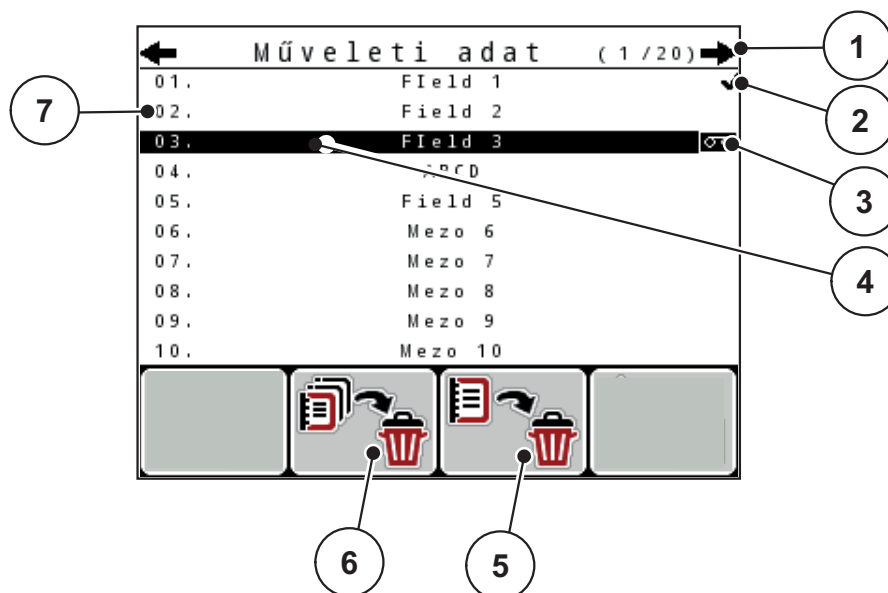 Műveleti adat (1/20)
1
01. FIeld 1
2
7
02. Field 2
03. FIeld 3
3
04. ABCD
05. Field 5
06. Mezo 6
07. Mezo 7
4
08. Mezo 8
09. Mezo 9
10. Mezo 10
6
5